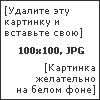 [Удалите эту
картинку и
вставьте свою]
100x100, JPG
[Картинка
желательно
на белом фоне]